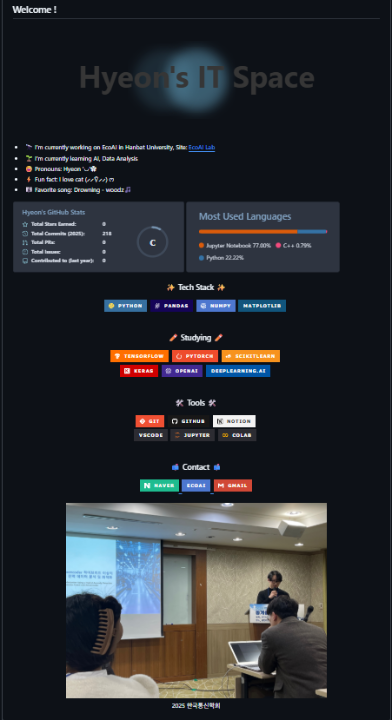 Welcome !
Hyeon's IT Space
I'm currently working on EcoAI in Hanbat University, Site: EcoAI Lab
I'm currently learning AI, Data Analysis
Pronouns: Hyeon
Fun fact: I love cat
Favorite song: Drowning - woodz🎵
Hyeon's GitHub Stats
Total Stars Earned: 0
Total Commits (2025): 213
Total PRs: 0
Total Issues: 0
Contributed to (last year): 0
C
Most Used Languages
Jupyter Notebook 77.00%
C++ 0.79%
Python 22.22%
✨ Tech Stack ✨
PYTHON PANDAS NUMPY MATPLOTLIB
Studying
TENSORFLOW PYTORCH SCIKITLEARN
KERAS OPENAI DEEPLEARNING.AI
🛠 Tools 🛠
GIT GITHUB NOTION
VSCODE JUPYTER COLAB
Contact
NAVER ECOAI GMAIL
2025 한국통신학회